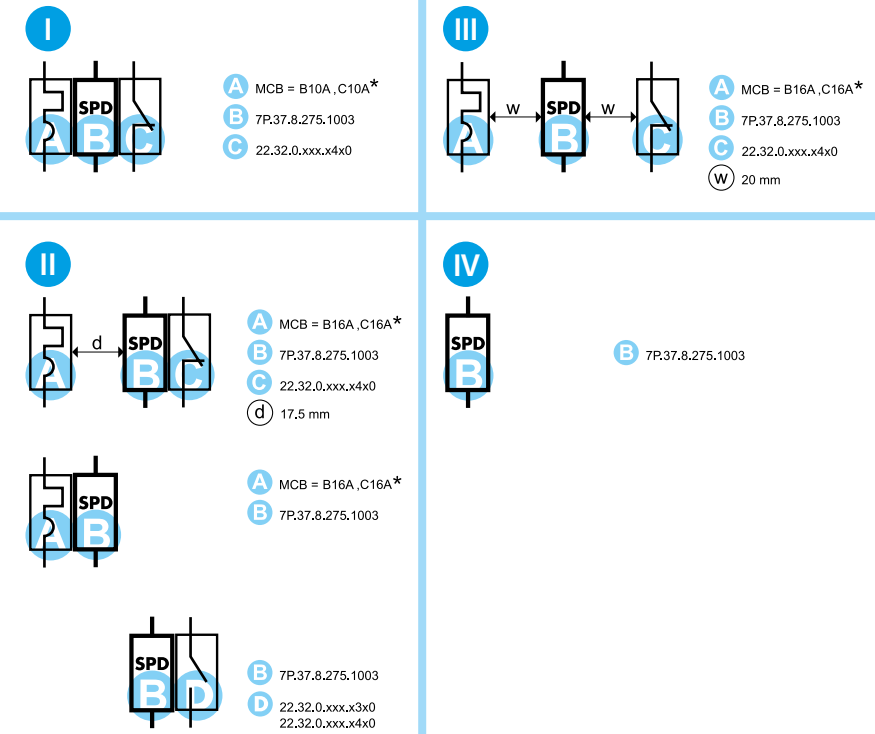 I
SPD
A B C
A MCB = B10A ,C10A*
B 7P.37.8.275.1003
C 22.32.0.xxx.x4x0
III
w SPD w
A B C
A MCB = B16A ,C16A*
B 7P.37.8.275.1003
C 22.32.0.xxx.x4x0
w 20 mm
II
d SPD
A B C
A MCB = B16A ,C16A*
B 7P.37.8.275.1003
C 22.32.0.xxx.x4x0
d 17.5 mm
SPD
A B
A MCB = B16A ,C16A*
B 7P.37.8.275.1003
SPD
B D
B 7P.37.8.275.1003
D 22.32.0.xxx.x3x0
22.32.0.xxx.x4x0
IV
SPD
B
B 7P.37.8.275.1003